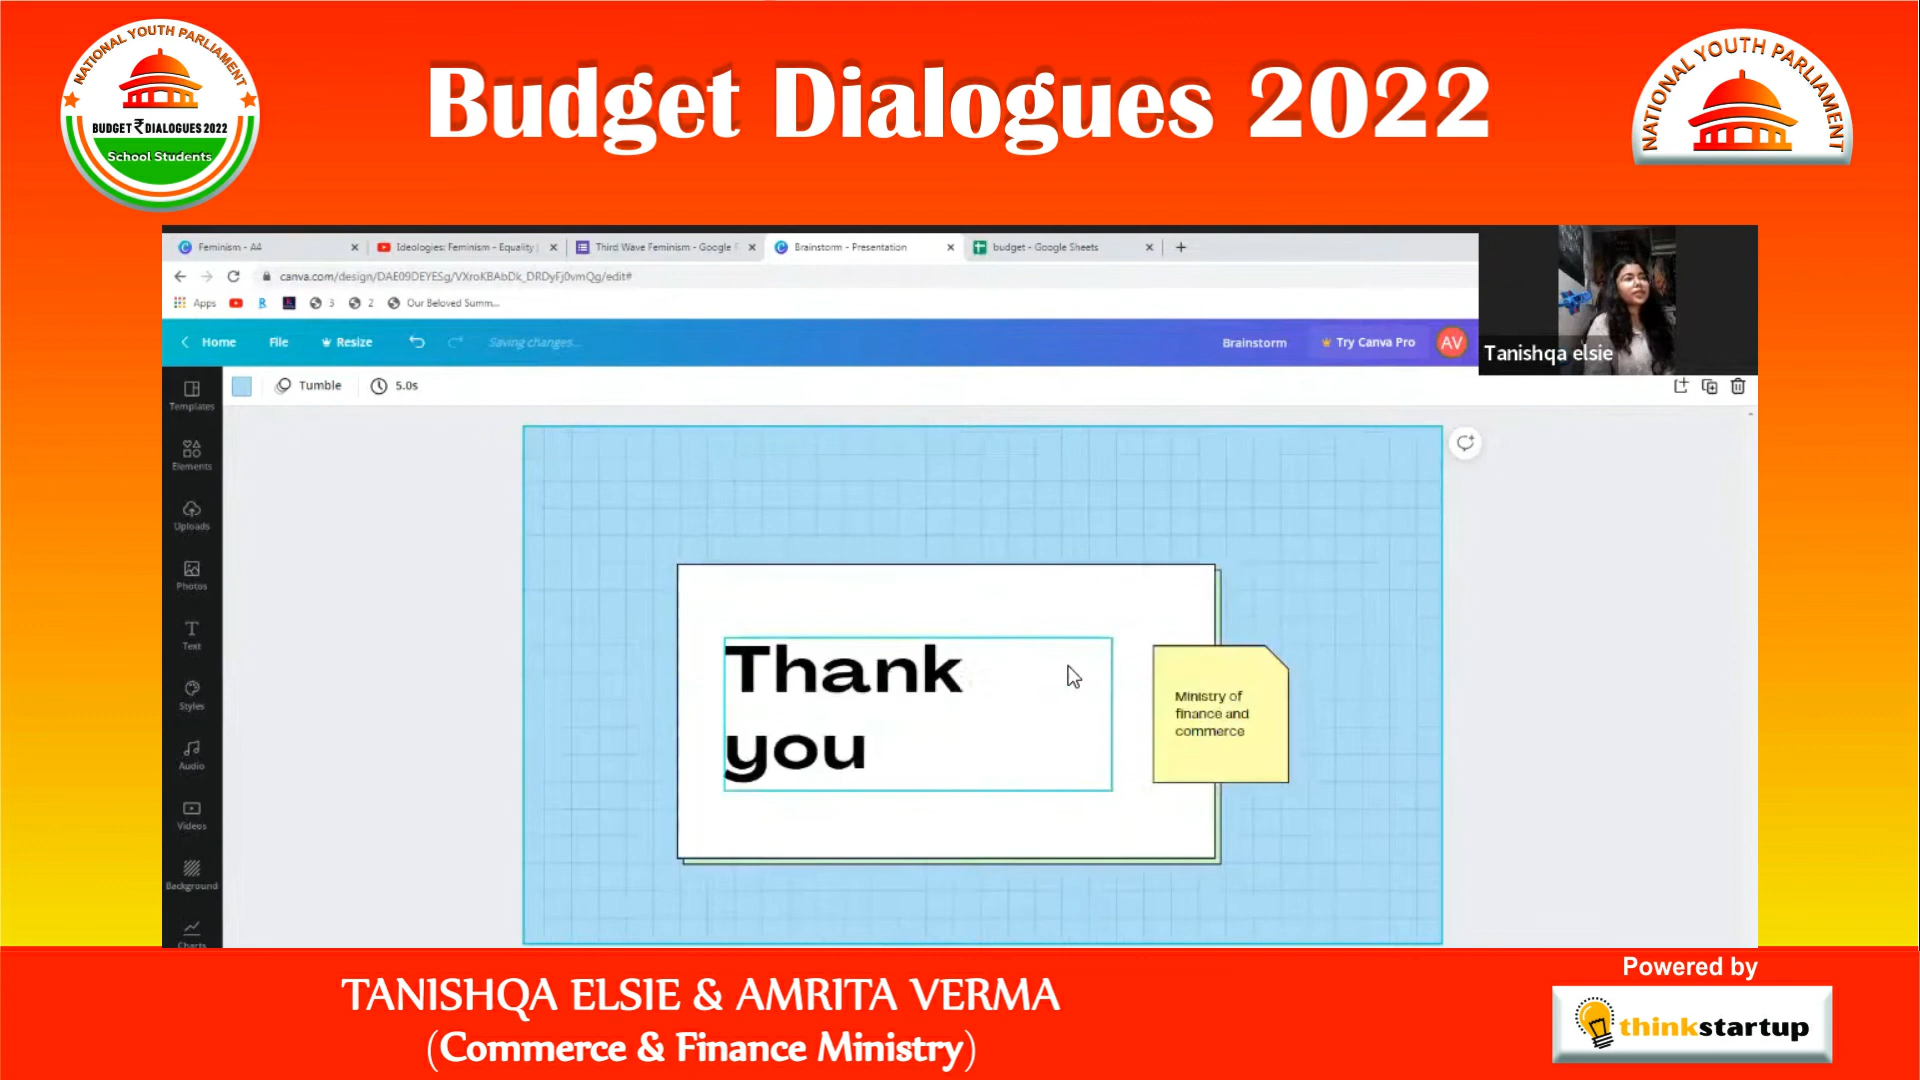 NATIONAL YOUTH PARLIAMENT
BUDGET ₹ DIALOGUES 2022
School Students
Budget Dialogues 2022
NATIONAL YOUTH PARLIAMENT
Feminism - A4
Ideologies: Feminism - Equality |
Third Wave Feminism - Google F
Brainstorm - Presentation
budget - Google Sheets
canva.com/design/DAE09DEYESg/VXroKBAbDk_DRDyFj0vmQg/edit#
Apps
3
2
Our Beloved Summ...
Home
File
Resize
Saving changes...
Brainstorm
Try Canva Pro
AV
Tanishqa elsie
Tumble
5.0s
Templates
Elements
Uploads
Photos
Text
Styles
Audio
Videos
Background
Charts
Thank
you
Ministry of
finance and
commerce
TANISHQA ELSIE & AMRITA VERMA
(Commerce & Finance Ministry)
Powered by
thinkstartup